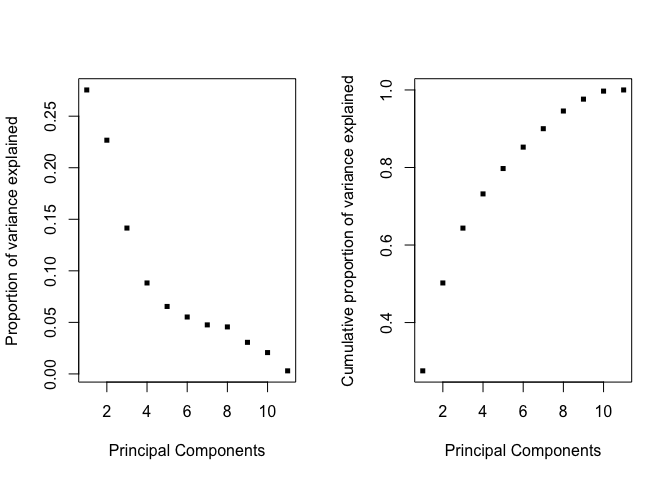 Proportion of variance explained
0.25
0.20
0.15
0.10
0.05
0.00
2 4 6 8 10
Principal Components
Cumulative proportion of variance explained
1.0
0.8
0.6
0.4
2 4 6 8 10
Principal Components